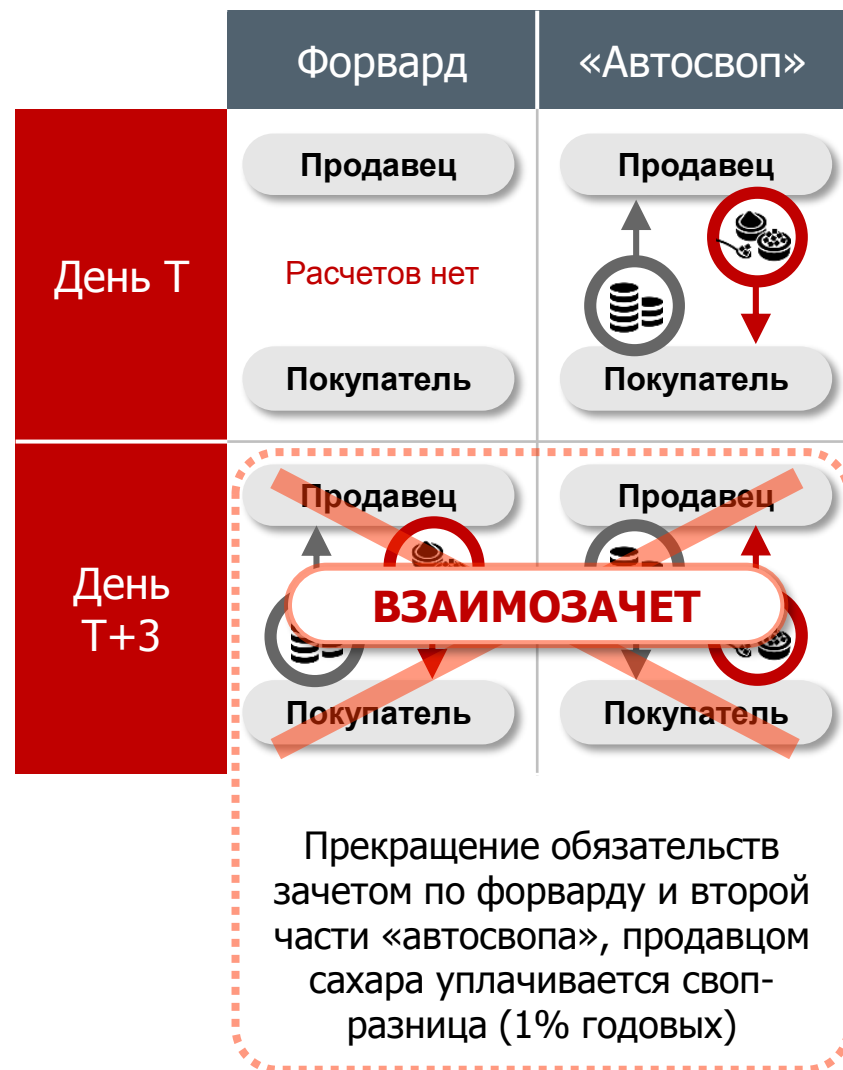 Форвард
«Автосвоп»
День T
Продавец
Расчетов нет
Покупатель
Продавец
Покупатель
День
T+3
Продавец
Продавец
ВЗАИМОЗАЧЕТ
Покупатель
Покупатель
Прекращение обязательств
зачетом по форварду и второй
части «автосвопа», продавцом
сахара уплачивается своп-
разница (1% годовых)